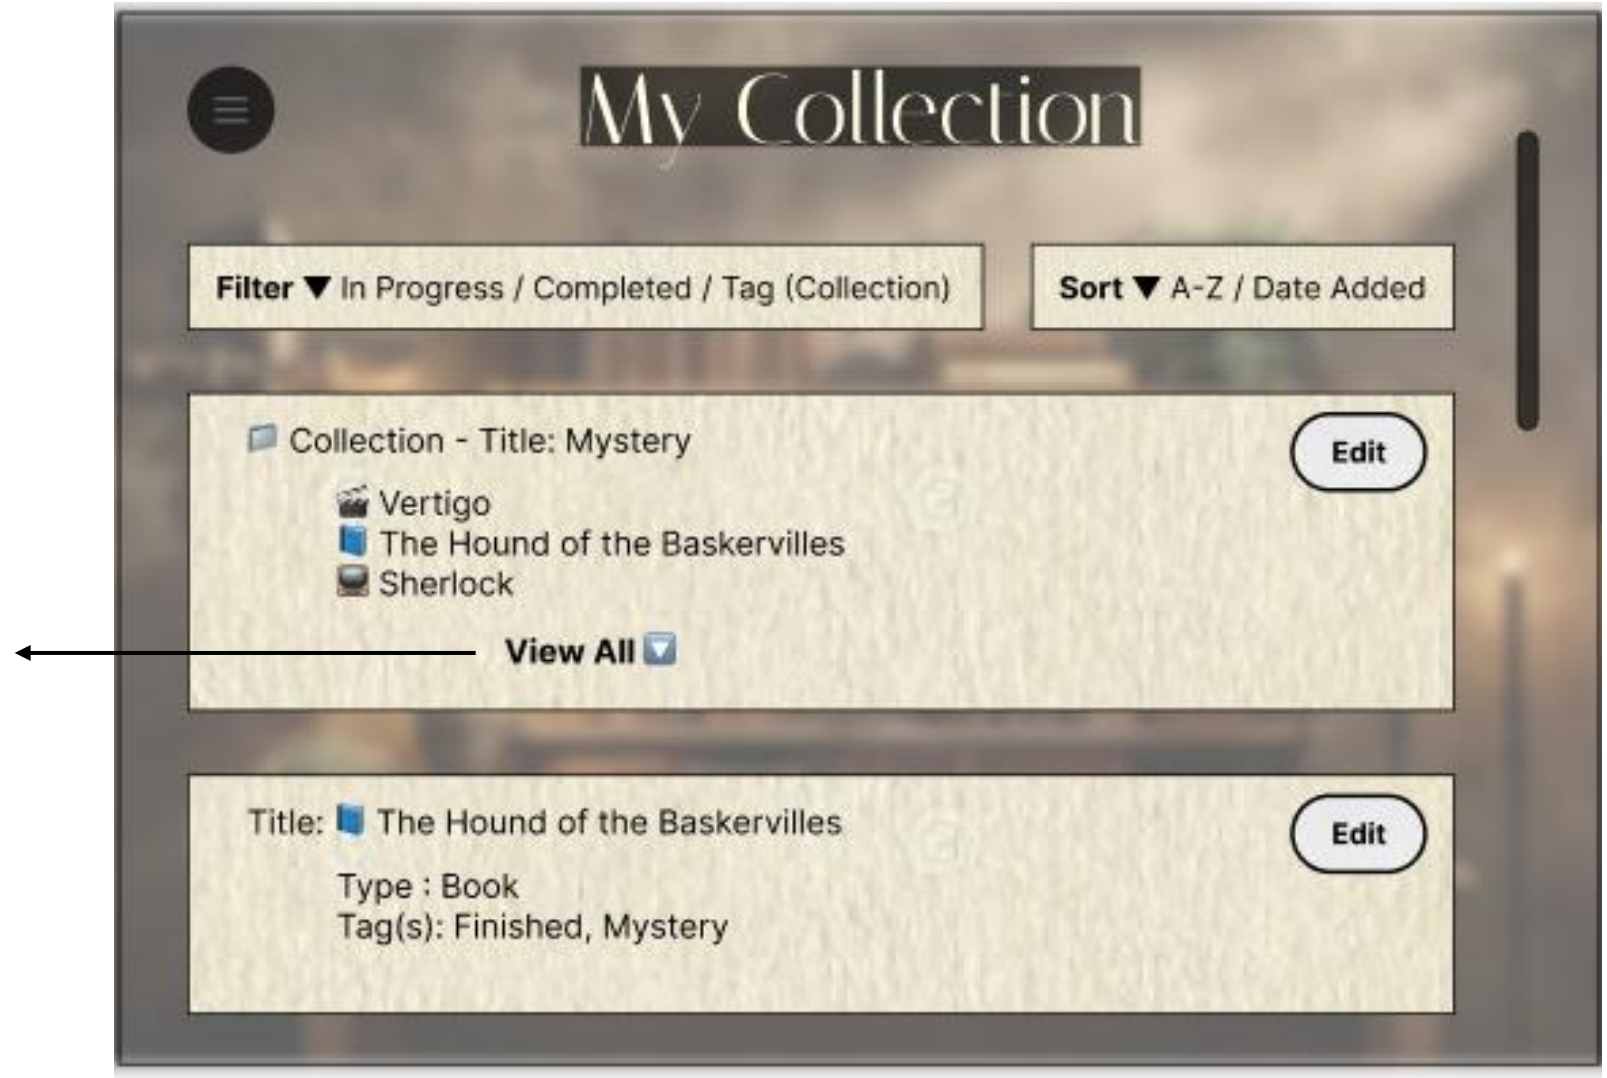 My Collection
Filter ▼ In Progress / Completed / Tag (Collection)
Sort ▼ A-Z / Date Added
Collection - Title: Mystery
Edit
Vertigo
The Hound of the Baskervilles
Sherlock
View All
Title: The Hound of the Baskervilles
Edit
Type : Book
Tag(s): Finished, Mystery